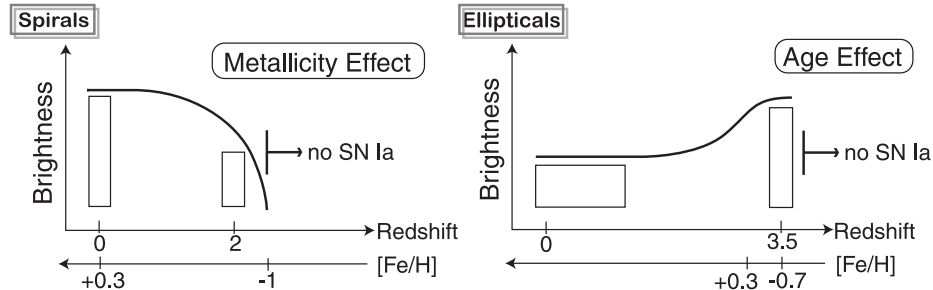 Spirals
Metallicity Effect
Brightness
no SN Ia
0
2
Redshift
+0.3
-1
[Fe/H]
Ellipticals
Age Effect
Brightness
no SN Ia
0
3.5
Redshift
+0.3
-0.7
[Fe/H]